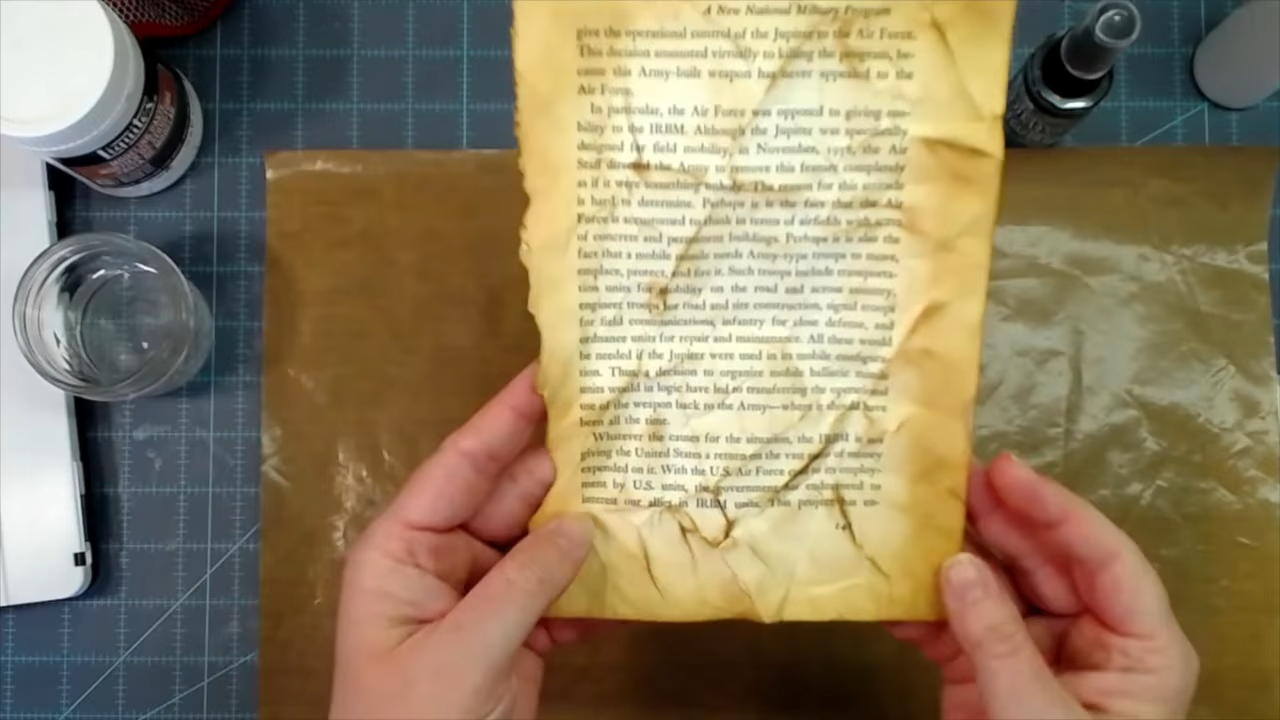 A New National Military Program
give the operational control of the Jupiter to the Air Force.
This decision amounted virtually to killing the program, be-
cause this Army-built weapon has never appealed to the
Air Force.
In particular, the Air Force was opposed to giving mo-
bility to the IRBM. Although the Jupiter was specifically
designed for field mobility, in November, 1958, the Air
Staff directed the Army to remove this feature completely
as if it were something unholy. The reason for this attitude
is hard to determine. Perhaps it is the fact that the Air
Force is accustomed to think in terms of airfields with acres
of concrete and permanent buildings. Perhaps it is also the
fact that a mobile missile needs Army-type troops to move,
emplace, protect, and fire it. Such troops include transporta-
tion units for mobility on the road and across country,
engineer troops for road and site construction, signal troops
for field communications, infantry for close defense, and
ordnance units for repair and maintenance. All these would
be needed if the Jupiter were used in its mobile configura-
tion. Thus, a decision to organize mobile ballistic missile
units would in logic have led to transferring the operational
use of the weapon back to the Army—where it should have
been all the time.
Whatever the causes for the situation, the IRBM is not
giving the United States a return on the vast sums of money
expended on it. With the U.S. Air Force cool to its employ-
ment by U.S. units, the government has endeavored to
interest our allies in IRBM units. This project has en-
Liquitex